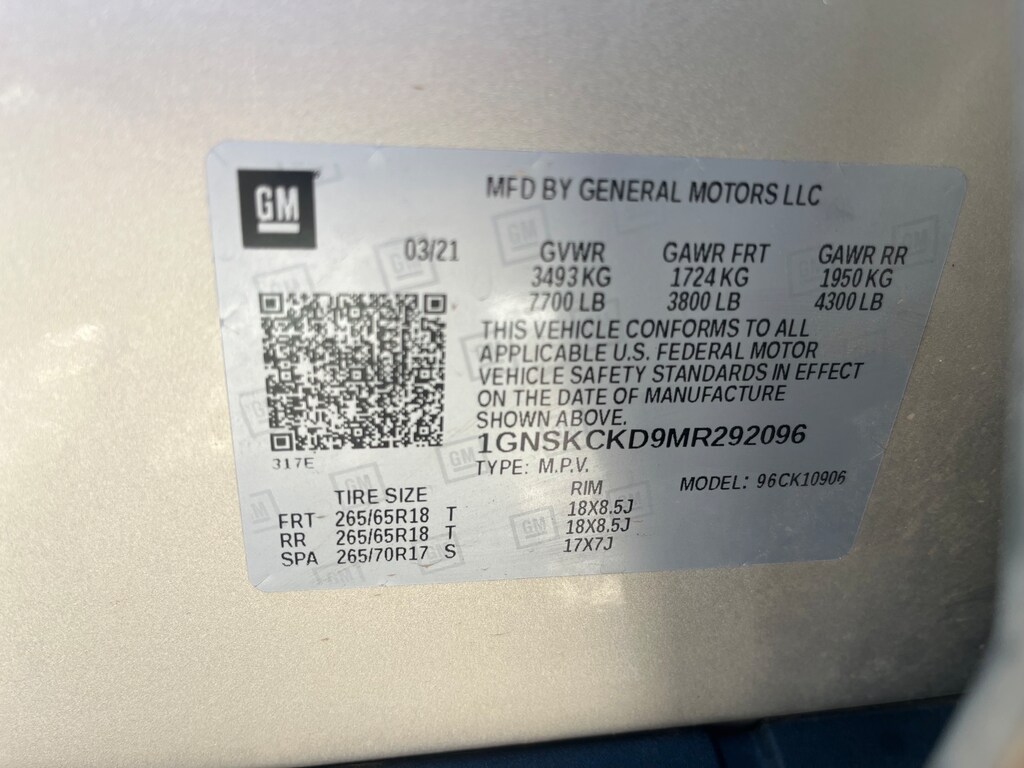 GM
MFD BY GENERAL MOTORS LLC
03/21
GVWR GAWR FRT GAWR RR
3493 KG 1724 KG 1950 KG
7700 LB 3800 LB 4300 LB
THIS VEHICLE CONFORMS TO ALL
APPLICABLE U.S. FEDERAL MOTOR
VEHICLE SAFETY STANDARDS IN EFFECT
ON THE DATE OF MANUFACTURE
SHOWN ABOVE.
1GNSKCKD9MR292096
317E
TYPE: M.P.V.
MODEL: 96CK10906
TIRE SIZE RIM
FRT 265/65R18 T 18X8.5J
RR 265/65R18 T 18X8.5J
SPA 265/70R17 S 17X7J